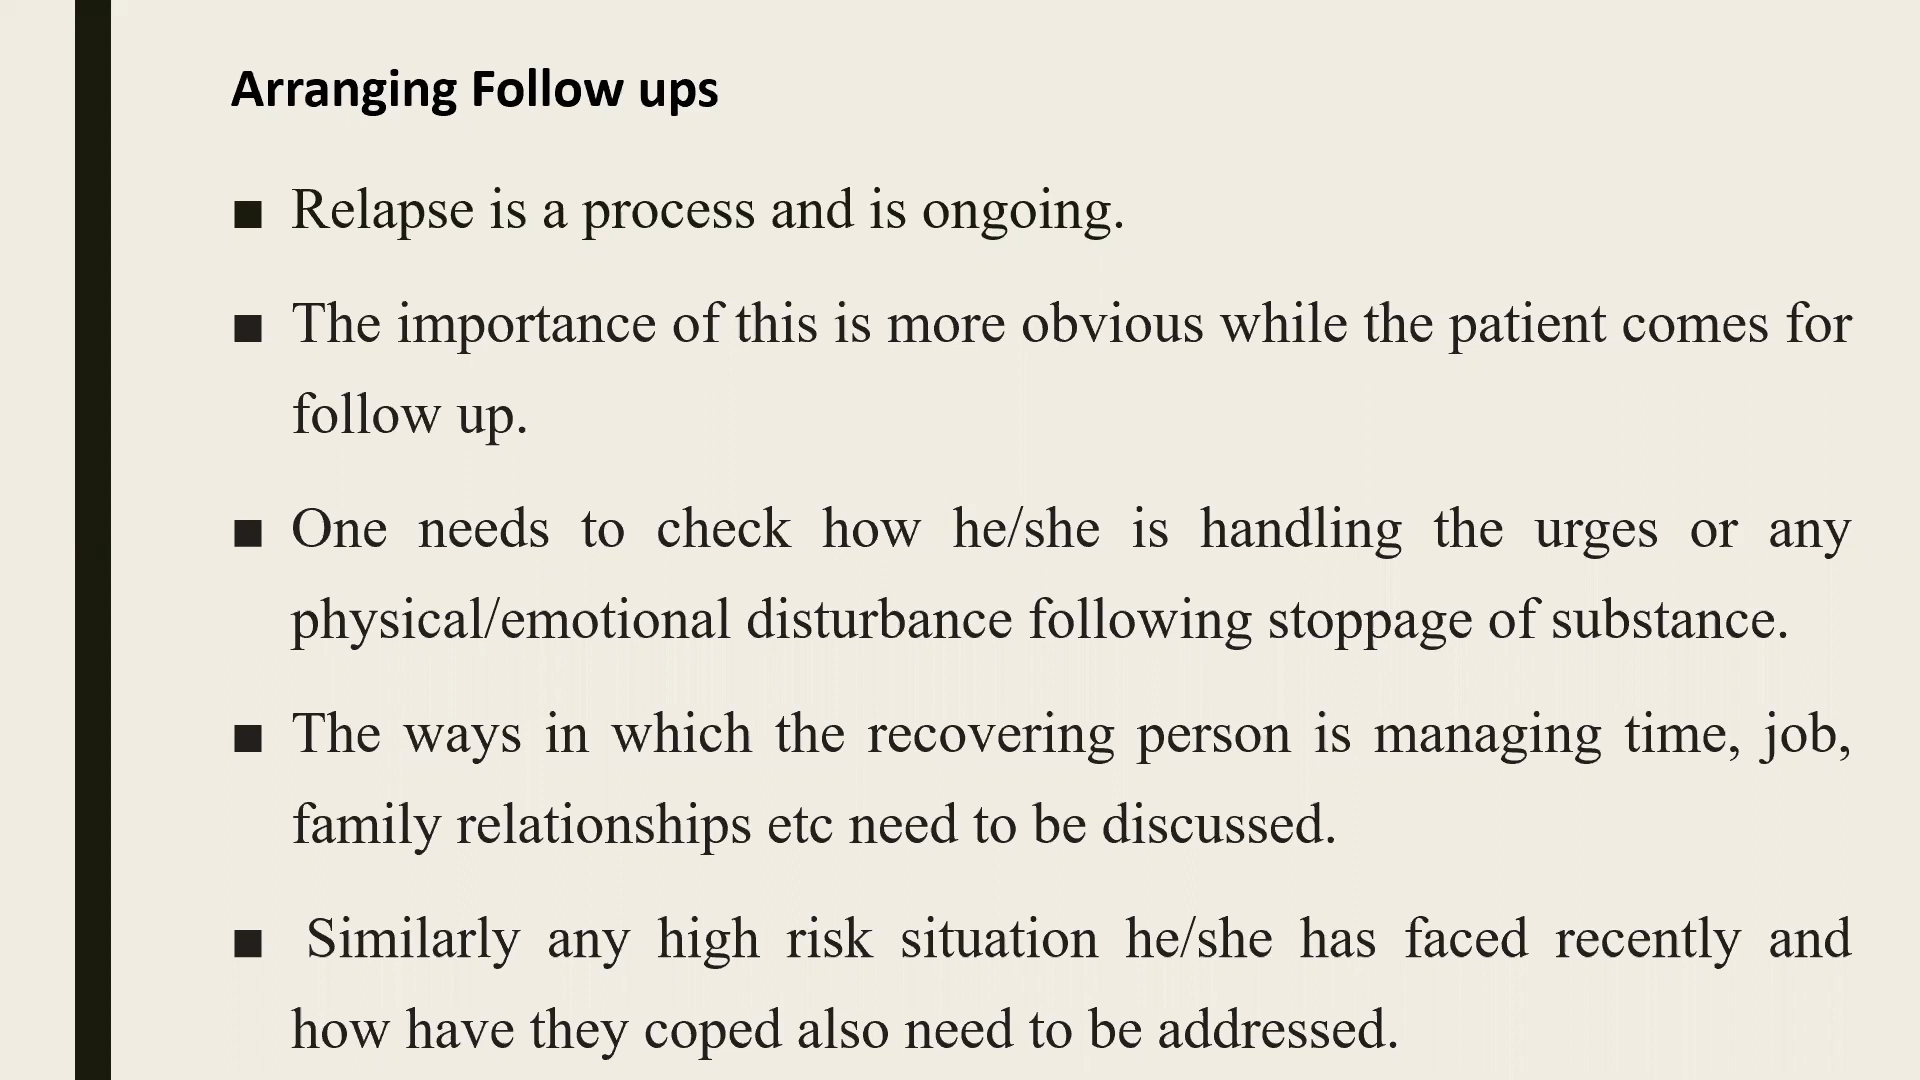 Arranging Follow ups
■ Relapse is a process and is ongoing.
■ The importance of this is more obvious while the patient comes for
follow up.
■ One needs to check how he/she is handling the urges or any
physical/emotional disturbance following stoppage of substance.
■ The ways in which the recovering person is managing time, job,
family relationships etc need to be discussed.
■ Similarly any high risk situation he/she has faced recently and
how have they coped also need to be addressed.